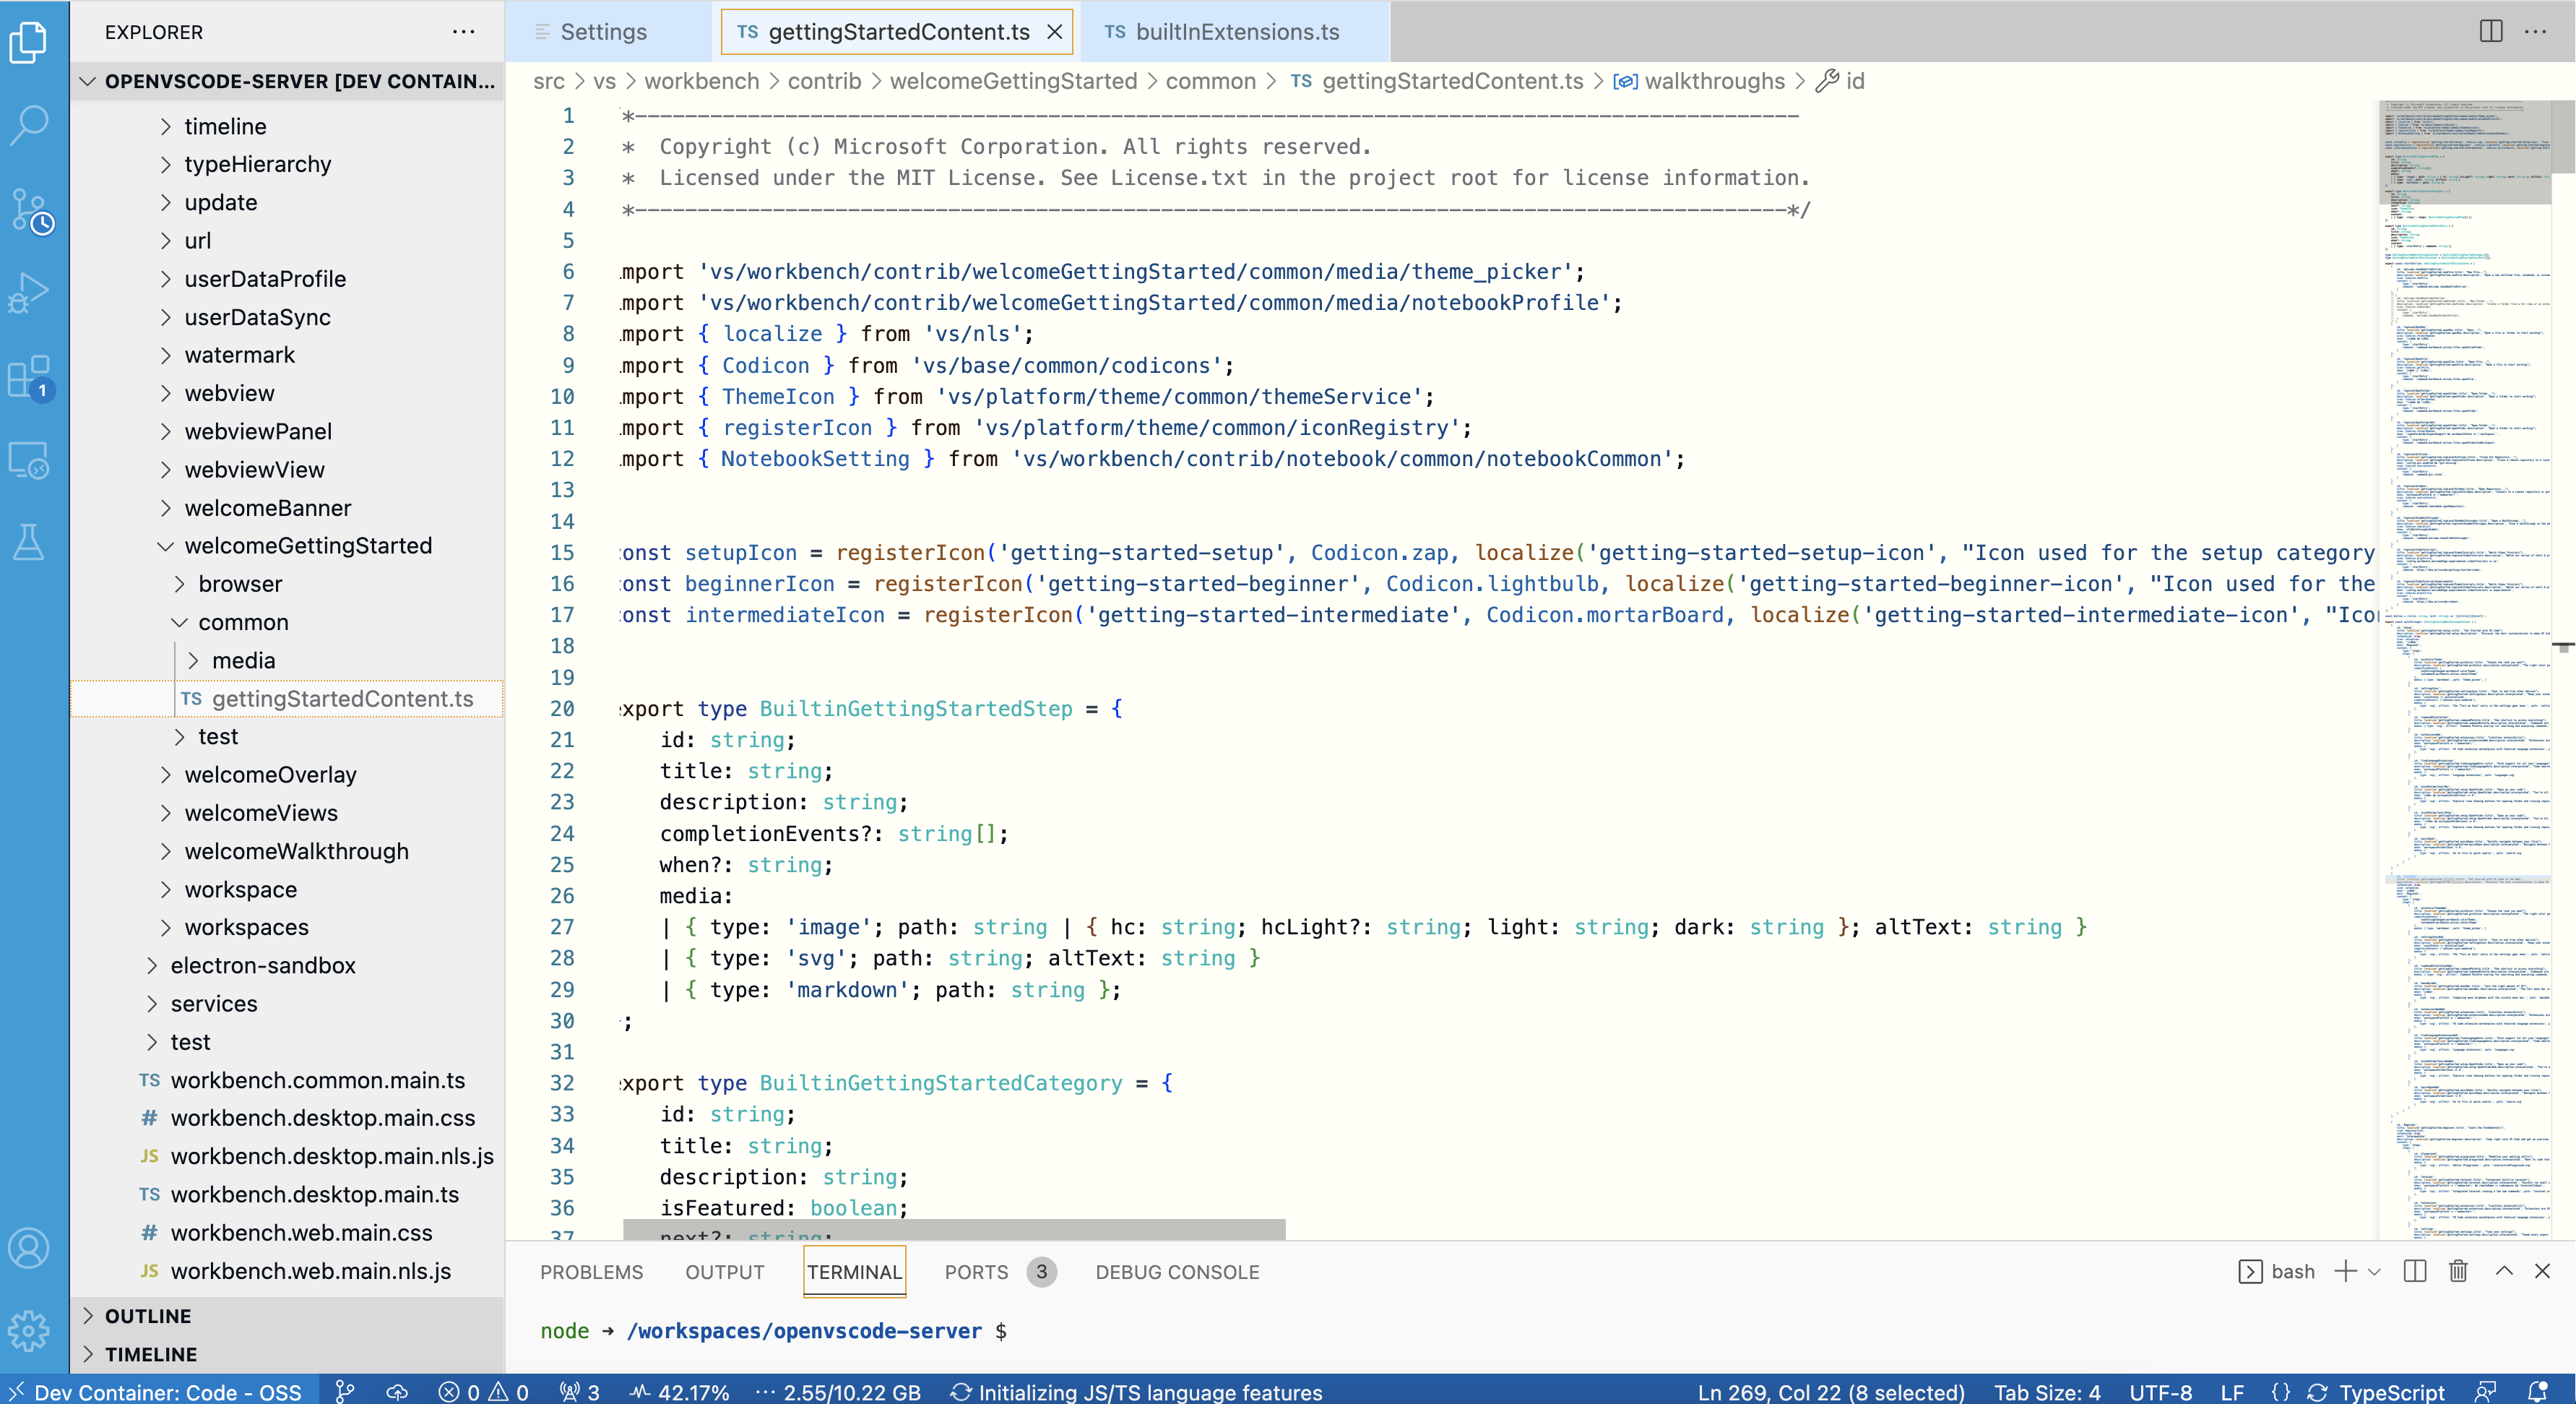 EXPLORER
OPENVSCODE-SERVER [DEV CONTAIN...
timeline
typeHierarchy
update
url
userDataProfile
userDataSync
watermark
webview
webviewPanel
webviewView
welcomeBanner
welcomeGettingStarted
browser
common
media
TS gettingStartedContent.ts
test
welcomeOverlay
welcomeViews
welcomeWalkthrough
workspace
workspaces
electron-sandbox
services
test
TS workbench.common.main.ts
# workbench.desktop.main.css
JS workbench.desktop.main.nls.js
TS workbench.desktop.main.ts
# workbench.web.main.css
JS workbench.web.main.nls.js
OUTLINE
TIMELINE
1
Settings
TS gettingStartedContent.ts
TS builtInExtensions.ts
src > vs > workbench > contrib > welcomeGettingStarted > common > TS gettingStartedContent.ts > walkthroughs > id
1 *---------------------------------------------------------------------------------------------
2 *  Copyright (c) Microsoft Corporation. All rights reserved.
3 *  Licensed under the MIT License. See License.txt in the project root for license information.
4 *--------------------------------------------------------------------------------------------*/
5
6 mport 'vs/workbench/contrib/welcomeGettingStarted/common/media/theme_picker';
7 mport 'vs/workbench/contrib/welcomeGettingStarted/common/media/notebookProfile';
8 mport { localize } from 'vs/nls';
9 mport { Codicon } from 'vs/base/common/codicons';
10 mport { ThemeIcon } from 'vs/platform/theme/common/themeService';
11 mport { registerIcon } from 'vs/platform/theme/common/iconRegistry';
12 mport { NotebookSetting } from 'vs/workbench/contrib/notebook/common/notebookCommon';
13
14
15 onst setupIcon = registerIcon('getting-started-setup', Codicon.zap, localize('getting-started-setup-icon', "Icon used for the setup category
16 onst beginnerIcon = registerIcon('getting-started-beginner', Codicon.lightbulb, localize('getting-started-beginner-icon', "Icon used for the
17 onst intermediateIcon = registerIcon('getting-started-intermediate', Codicon.mortarBoard, localize('getting-started-intermediate-icon', "Icon
18
19
20 xport type BuiltinGettingStartedStep = {
21 id: string;
22 title: string;
23 description: string;
24 completionEvents?: string[];
25 when?: string;
26 media:
27 | { type: 'image'; path: string | { hc: string; hcLight?: string; light: string; dark: string }; altText: string }
28 | { type: 'svg'; path: string; altText: string }
29 | { type: 'markdown'; path: string };
30 ;
31
32 xport type BuiltinGettingStartedCategory = {
33 id: string;
34 title: string;
35 description: string;
36 isFeatured: boolean;
37 next?: string;
PROBLEMS OUTPUT TERMINAL PORTS 3 DEBUG CONSOLE
bash
node ➜ /workspaces/openvscode-server $
Dev Container: Code - OSS 0 0 3 42.17% 2.55/10.22 GB Initializing JS/TS language features Ln 269, Col 22 (8 selected) Tab Size: 4 UTF-8 LF {} TypeScript